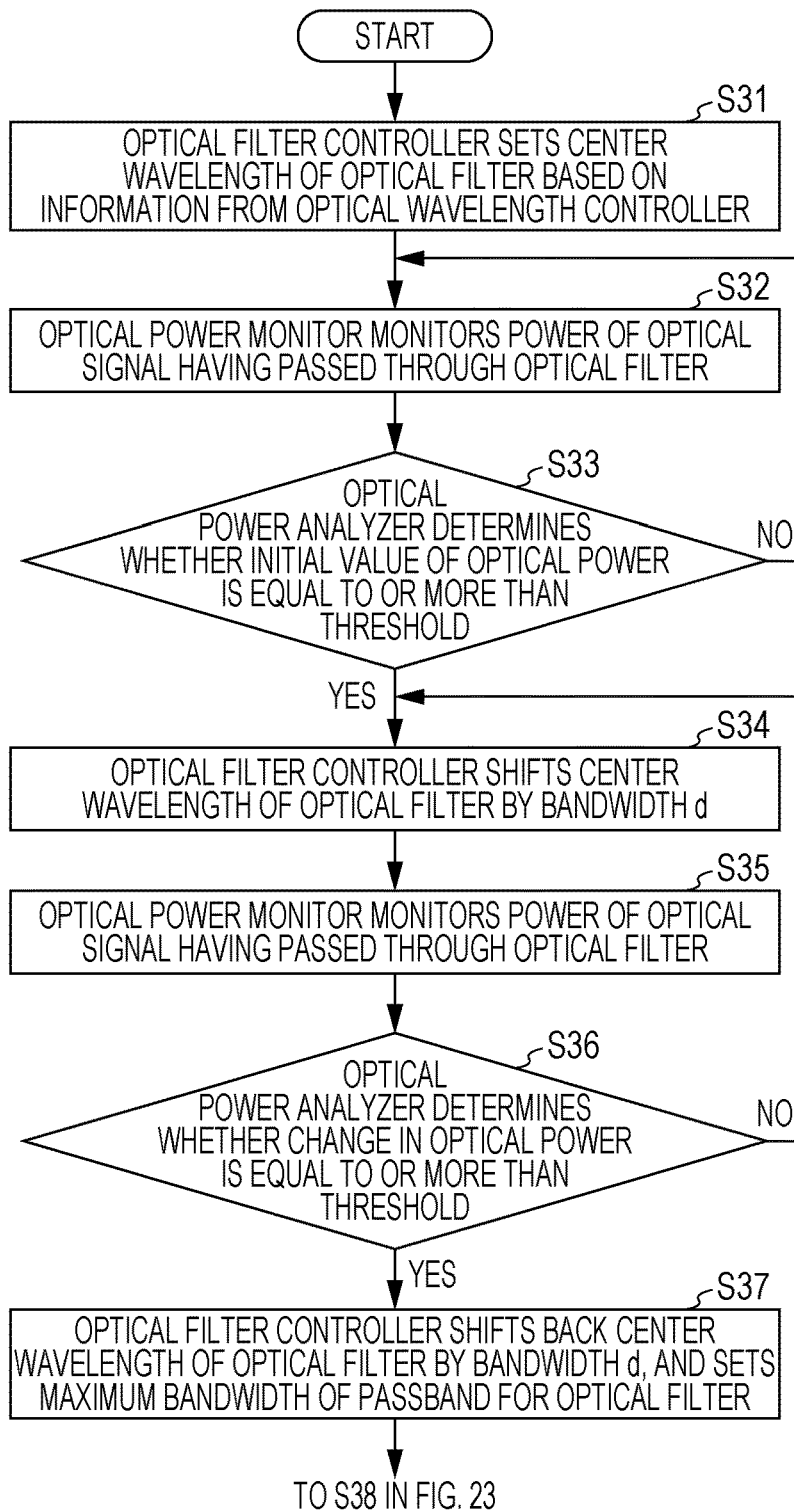 START
S31
OPTICAL FILTER CONTROLLER SETS CENTER
WAVELENGTH OF OPTICAL FILTER BASED ON
INFORMATION FROM OPTICAL WAVELENGTH CONTROLLER
S32
OPTICAL POWER MONITOR MONITORS POWER OF OPTICAL
SIGNAL HAVING PASSED THROUGH OPTICAL FILTER
S33
OPTICAL
POWER ANALYZER DETERMINES
WHETHER INITIAL VALUE OF OPTICAL POWER
IS EQUAL TO OR MORE THAN
THRESHOLD
NO
YES
S34
OPTICAL FILTER CONTROLLER SHIFTS CENTER
WAVELENGTH OF OPTICAL FILTER BY BANDWIDTH d
S35
OPTICAL POWER MONITOR MONITORS POWER OF OPTICAL
SIGNAL HAVING PASSED THROUGH OPTICAL FILTER
S36
OPTICAL
POWER ANALYZER DETERMINES
WHETHER CHANGE IN OPTICAL POWER
IS EQUAL TO OR MORE THAN
THRESHOLD
NO
YES
S37
OPTICAL FILTER CONTROLLER SHIFTS BACK CENTER
WAVELENGTH OF OPTICAL FILTER BY BANDWIDTH d, AND SETS
MAXIMUM BANDWIDTH OF PASSBAND FOR OPTICAL FILTER
TO S38 IN FIG. 23